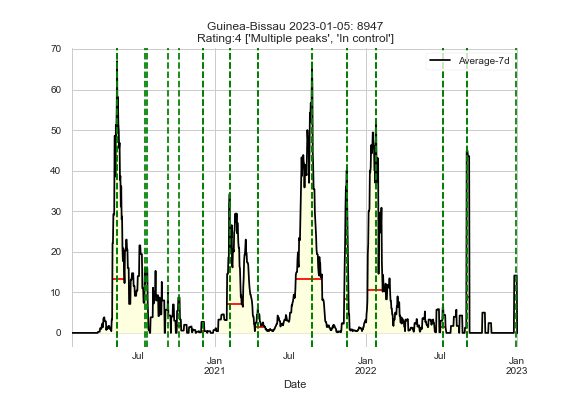 Guinea-Bissau 2023-01-05: 8947
Rating:4 ['Multiple peaks', 'In control']
Average-7d
70
60
50
40
30
20
10
0
Jul
Jan
2021
Jul
Jan
2022
Jul
Jan
2023
Date